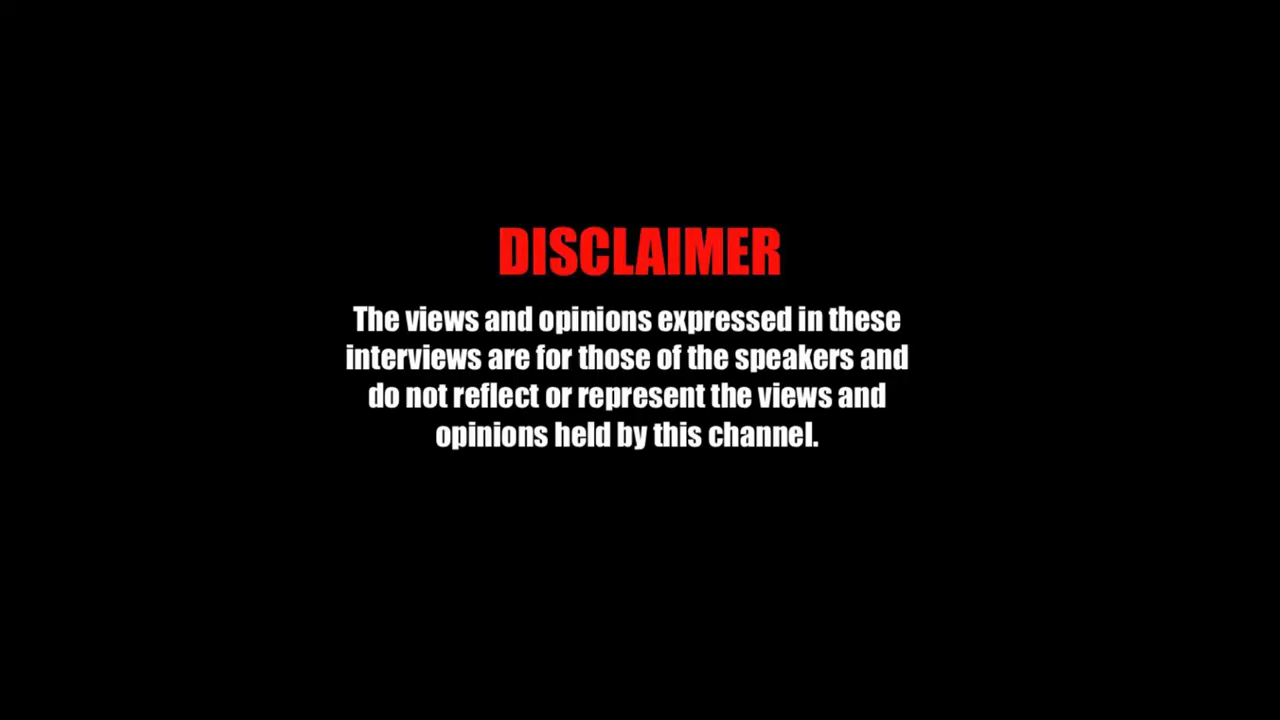 DISCLAIMER
The views and opinions expressed in these
interviews are for those of the speakers and
do not reflect or represent the views and
opinions held by this channel.